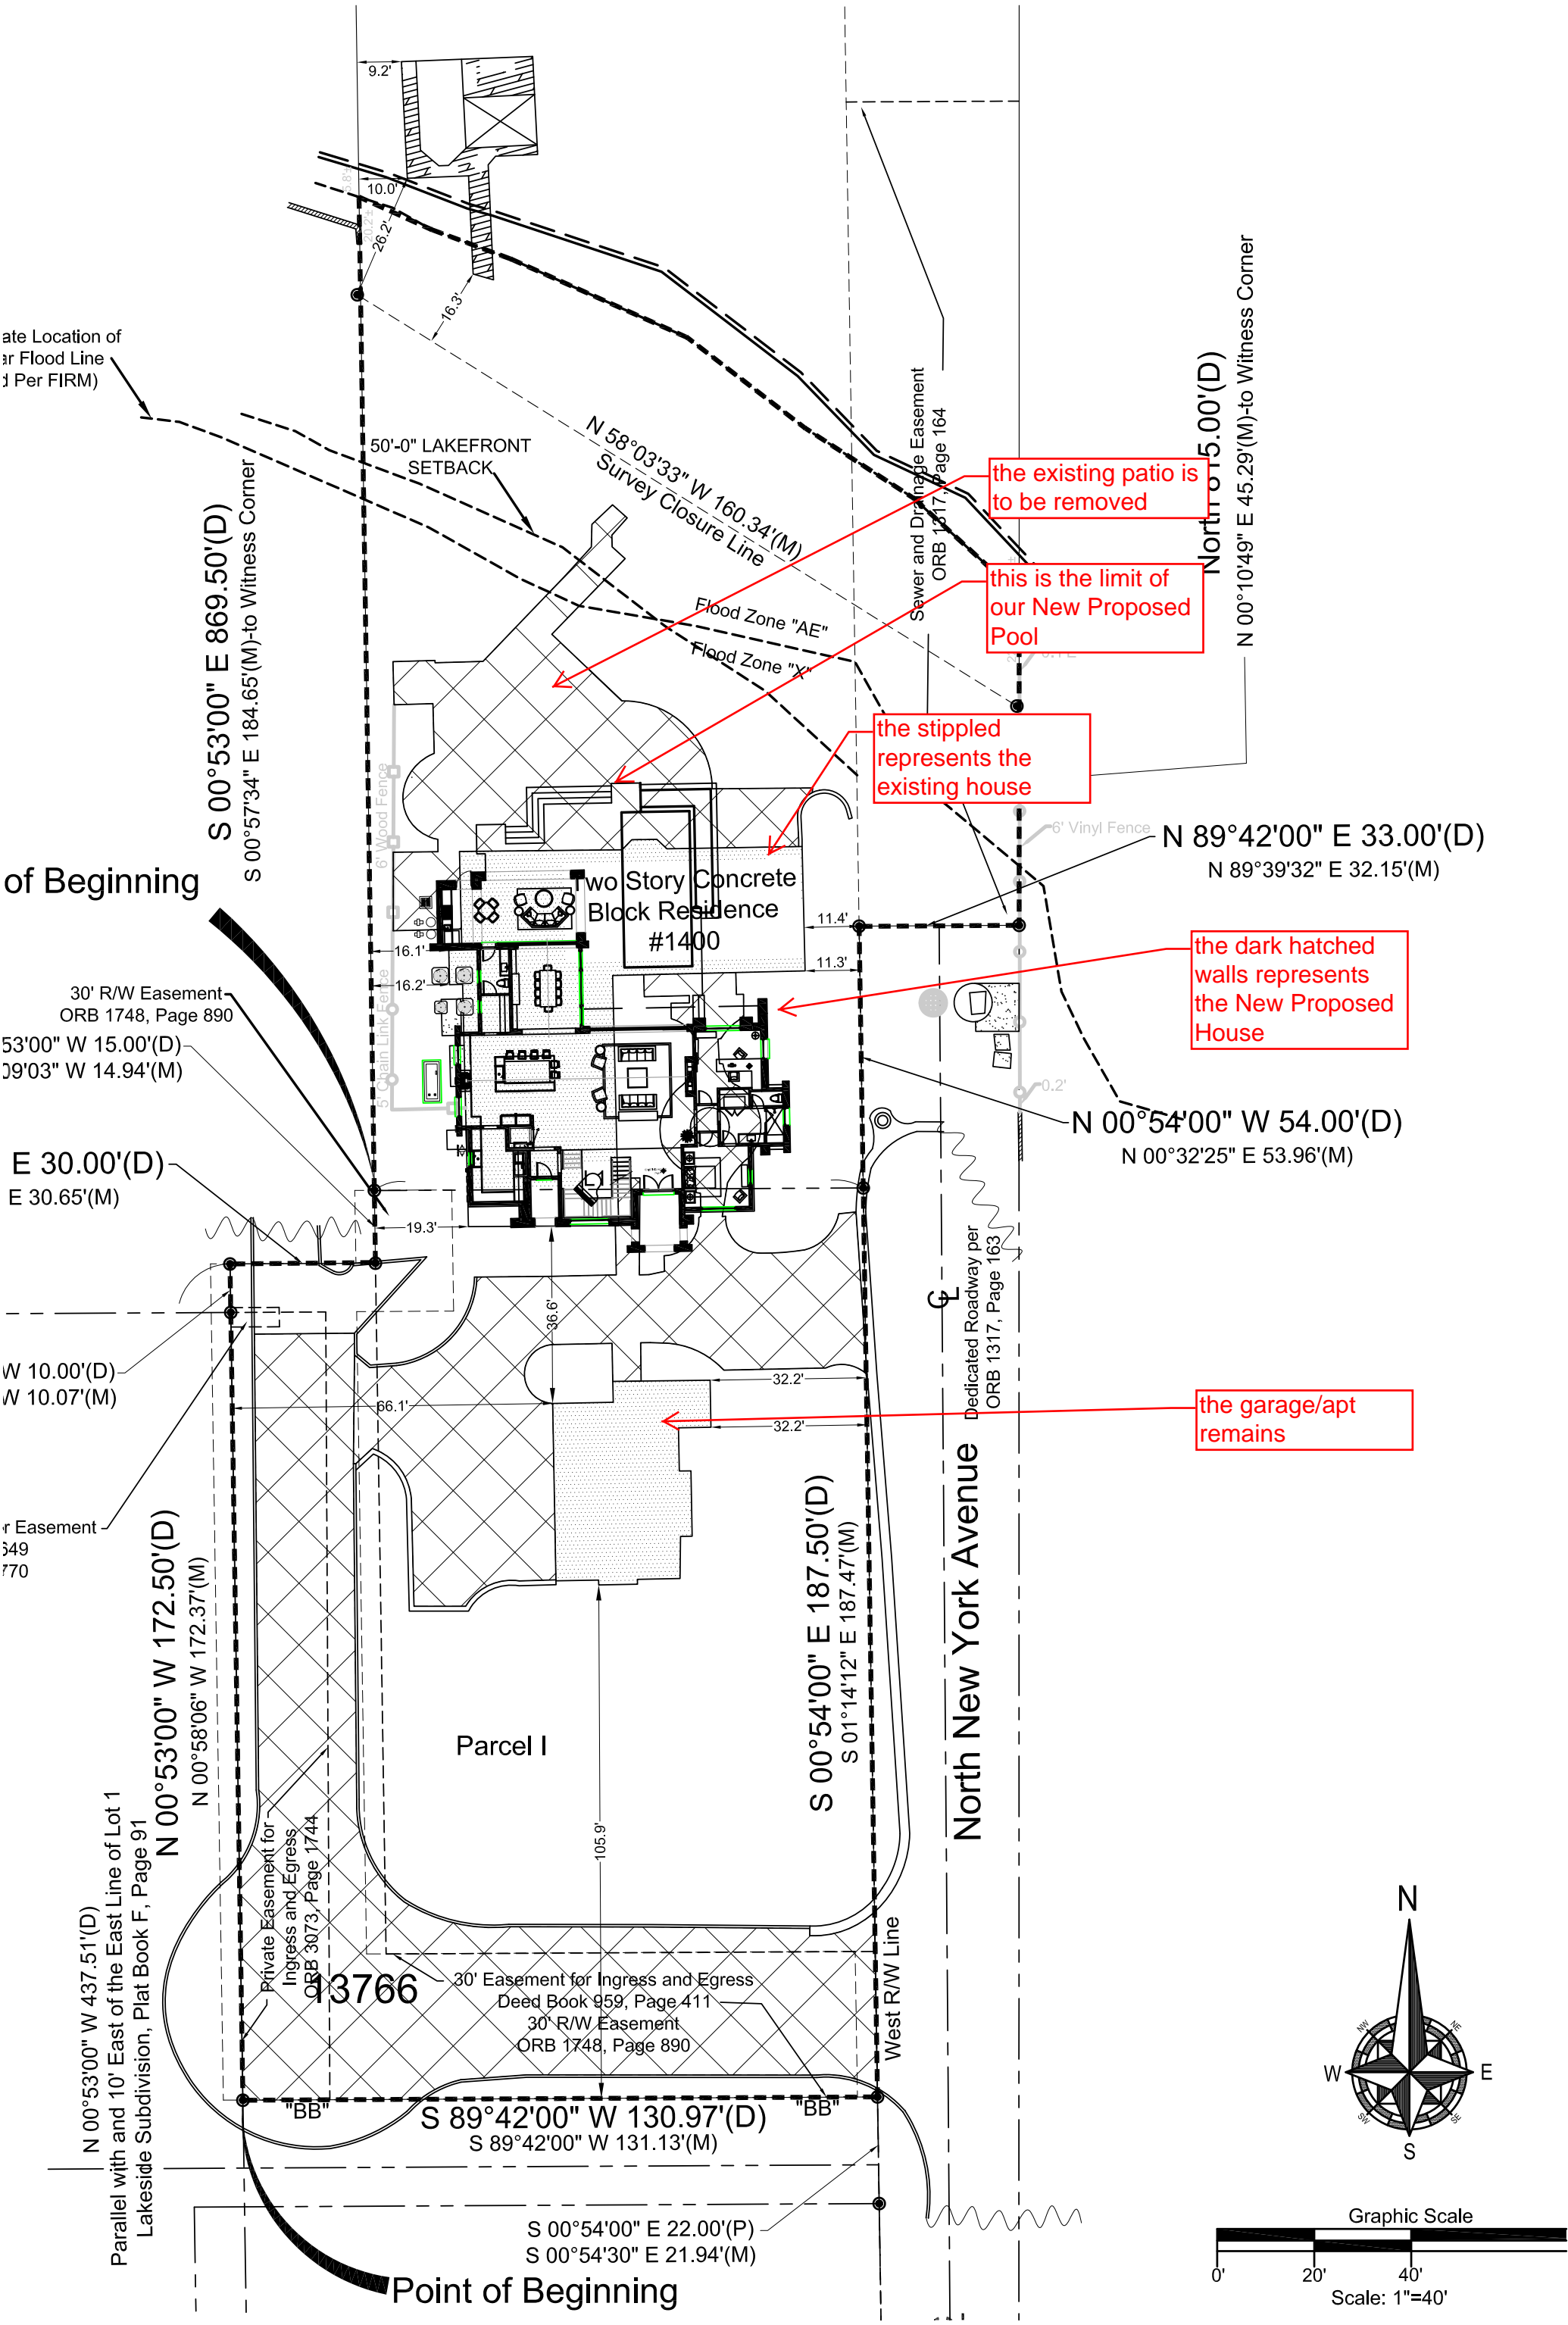 9.2'
10.0'
26.2'
16.3'
ate Location of
Flood Line
Per FIRM)
50'-0" LAKEFRONT
SETBACK
N 58°03'33" W 160.34'(M)
Survey Closure Line
Sewer and Drainage Easement
ORB 1317, Page 164
the existing patio is
to be removed
North 815.00'(D)
N 00°10'49" E 45.29'(M)-to Witness Corner
this is the limit of
our New Proposed
Pool
S 00°53'00" E 869.50'(D)
S 00°57'34" E 184.65'(M)-to Witness Corner
Flood Zone "AE"
Flood Zone "X"
the stippled
represents the
existing house
6' Wood Fence
6' Vinyl Fence
N 89°42'00" E 33.00'(D)
N 89°39'32" E 32.15'(M)
of Beginning
wo Story Concrete
Block Residence
#1400
11.4'
11.3'
16.1'
16.2'
the dark hatched
walls represents
the New Proposed
House
30' R/W Easement
ORB 1748, Page 890
53'00" W 15.00'(D)
09'03" W 14.94'(M)
5' Chain Link Fence
0.2'
N 00°54'00" W 54.00'(D)
N 00°32'25" E 53.96'(M)
E 30.00'(D)
E 30.65'(M)
19.3'
36.6'
Dedicated Roadway per
ORB 1317, Page 163
W 10.00'(D)
W 10.07'(M)
66.1'
32.2'
32.2'
the garage/apt
remains
r Easement
649
770
N 00°53'00" W 172.50'(D)
N 00°58'06" W 172.37'(M)
S 00°54'00" E 187.50'(D)
S 01°14'12" E 187.47'(M)
North New York Avenue
Parcel I
105.9'
Private Easement for
Ingress and Egress
ORB 3073, Page 1744
N 00°53'00" W 437.51'(D)
Parallel with and 10' East of the East Line of Lot 1
Lakeside Subdivision, Plat Book F, Page 91
13766
30' Easement for Ingress and Egress
Deed Book 959, Page 411
30' R/W Easement
ORB 1748, Page 890
West R/W Line
"BB"
"BB"
S 89°42'00" W 130.97'(D)
S 89°42'00" W 131.13'(M)
S 00°54'00" E 22.00'(P)
S 00°54'30" E 21.94'(M)
Point of Beginning
N
NW
NE
W
E
SW
SE
S
Graphic Scale
0'
20'
40'
Scale: 1"=40'